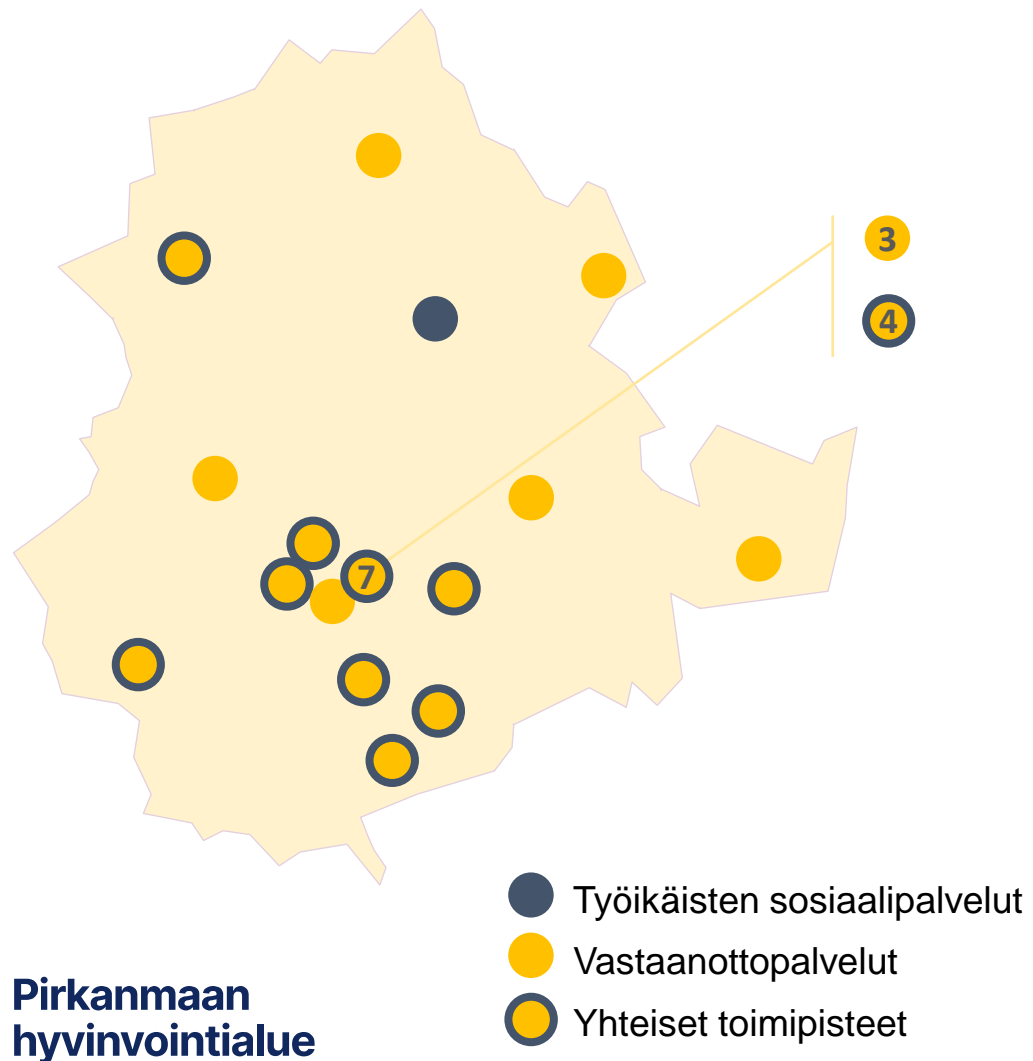 3
4
7
Työikäisten sosiaalipalvelut
Vastaanottopalvelut
Yhteiset toimipisteet
Pirkanmaan
hyvinvointialue